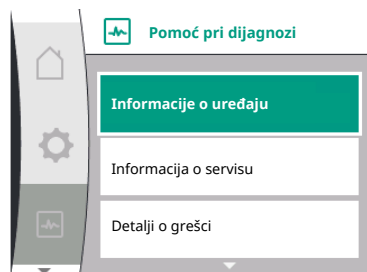 Pomoć pri dijagnozi
Informacije o uređaju
Informacija o servisu
Detalji o grešci